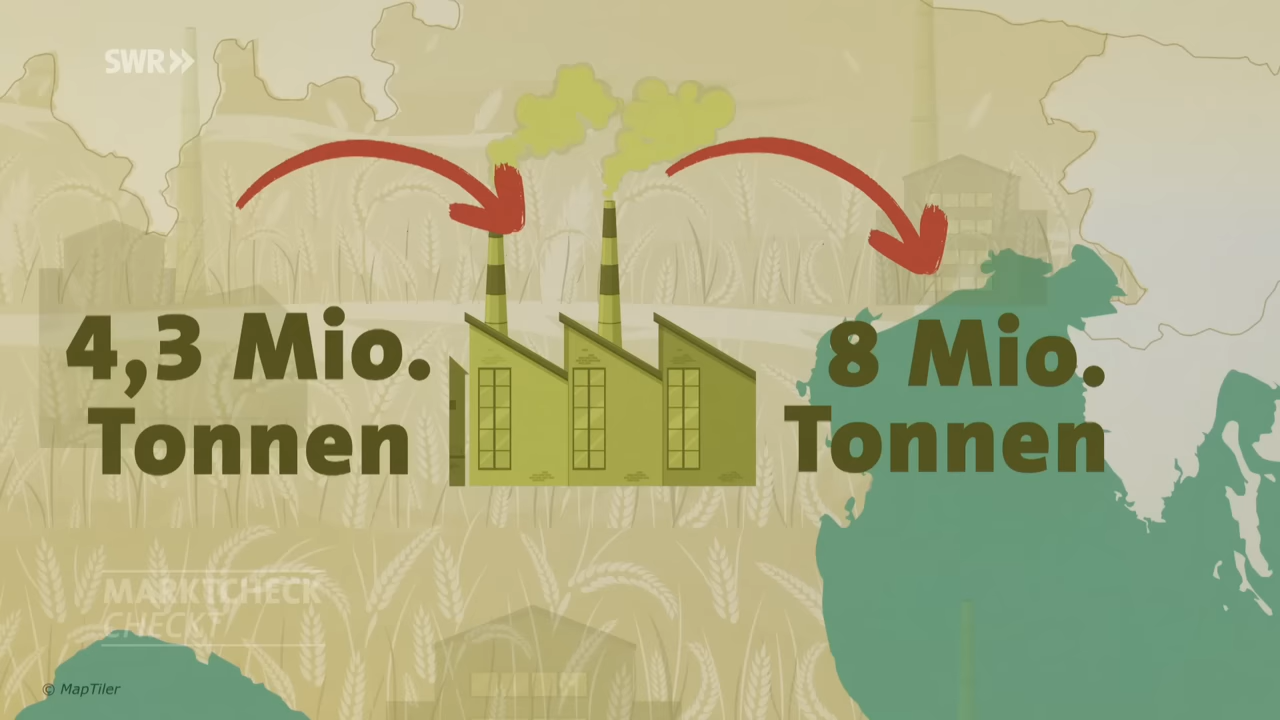 SWR
4,3 Mio.
Tonnen
8 Mio.
Tonnen
MARKTCHECK
CHECKT
© MapTiler